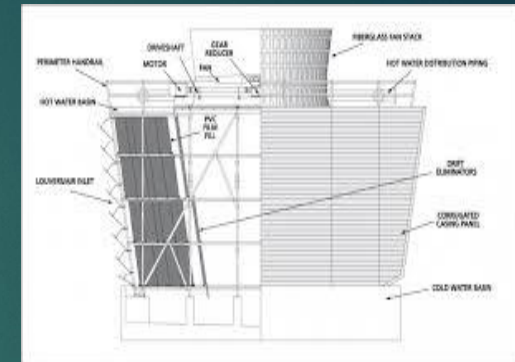 FIBERGLASS FAN STACK
GEAR
REDUCER
DRIVESHAFT
FAN
PERIMETER HANDRAIL
MOTOR
HOT WATER DISTRIBUTION PIPING
HOT WATER BASIN
PVC
FILM
FILL
DRIFT
ELIMINATORS
LOUVERS/AIR INLET
CORRUGATED
CASING PANEL
COLD WATER BASIN